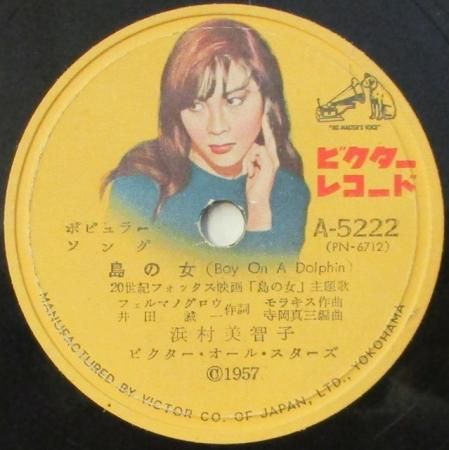 "HIS MASTER'S VOICE"
ビクター
レコード
A-5222
(PN-6712)
ポピュラー
ソング
島の女 (Boy On A Dolphin)
20世紀フォックス映画「島の女」主題歌
フェルマノグロウ 作詞 モラキス作曲
井田誠一 寺岡真三編曲
浜村美智子
ビクター・オール・スターズ
©1957
MANUFACTURED BY VICTOR CO. OF JAPAN, LTD., YOKOHAMA